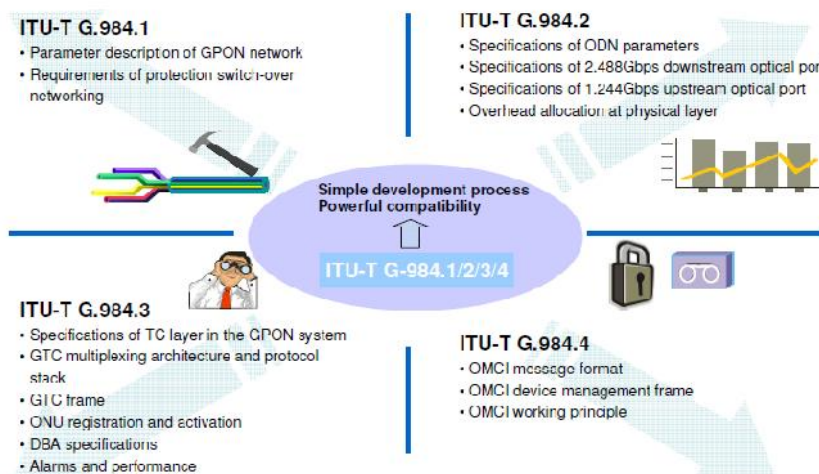 ITU-T G.984.1
• Parameter description of GPON network
• Requirements of protection switch-over
networking
ITU-T G.984.2
• Specifications of ODN parameters
• Specifications of 2.488Gbps downstream optical port
• Specifications of 1.244Gbps upstream optical port
• Overhead allocation at physical layer
Simple development process
Powerful compatibility
ITU-T G-984.1/2/3/4
ITU-T G.984.3
• Specifications of TC layer in the GPON system
• GTC multiplexing architecture and protocol
stack
• GTC frame
• ONU registration and activation
• DBA specifications
• Alarms and performance
ITU-T G.984.4
• OMCI message format
• OMCI device management frame
• OMCI working principle